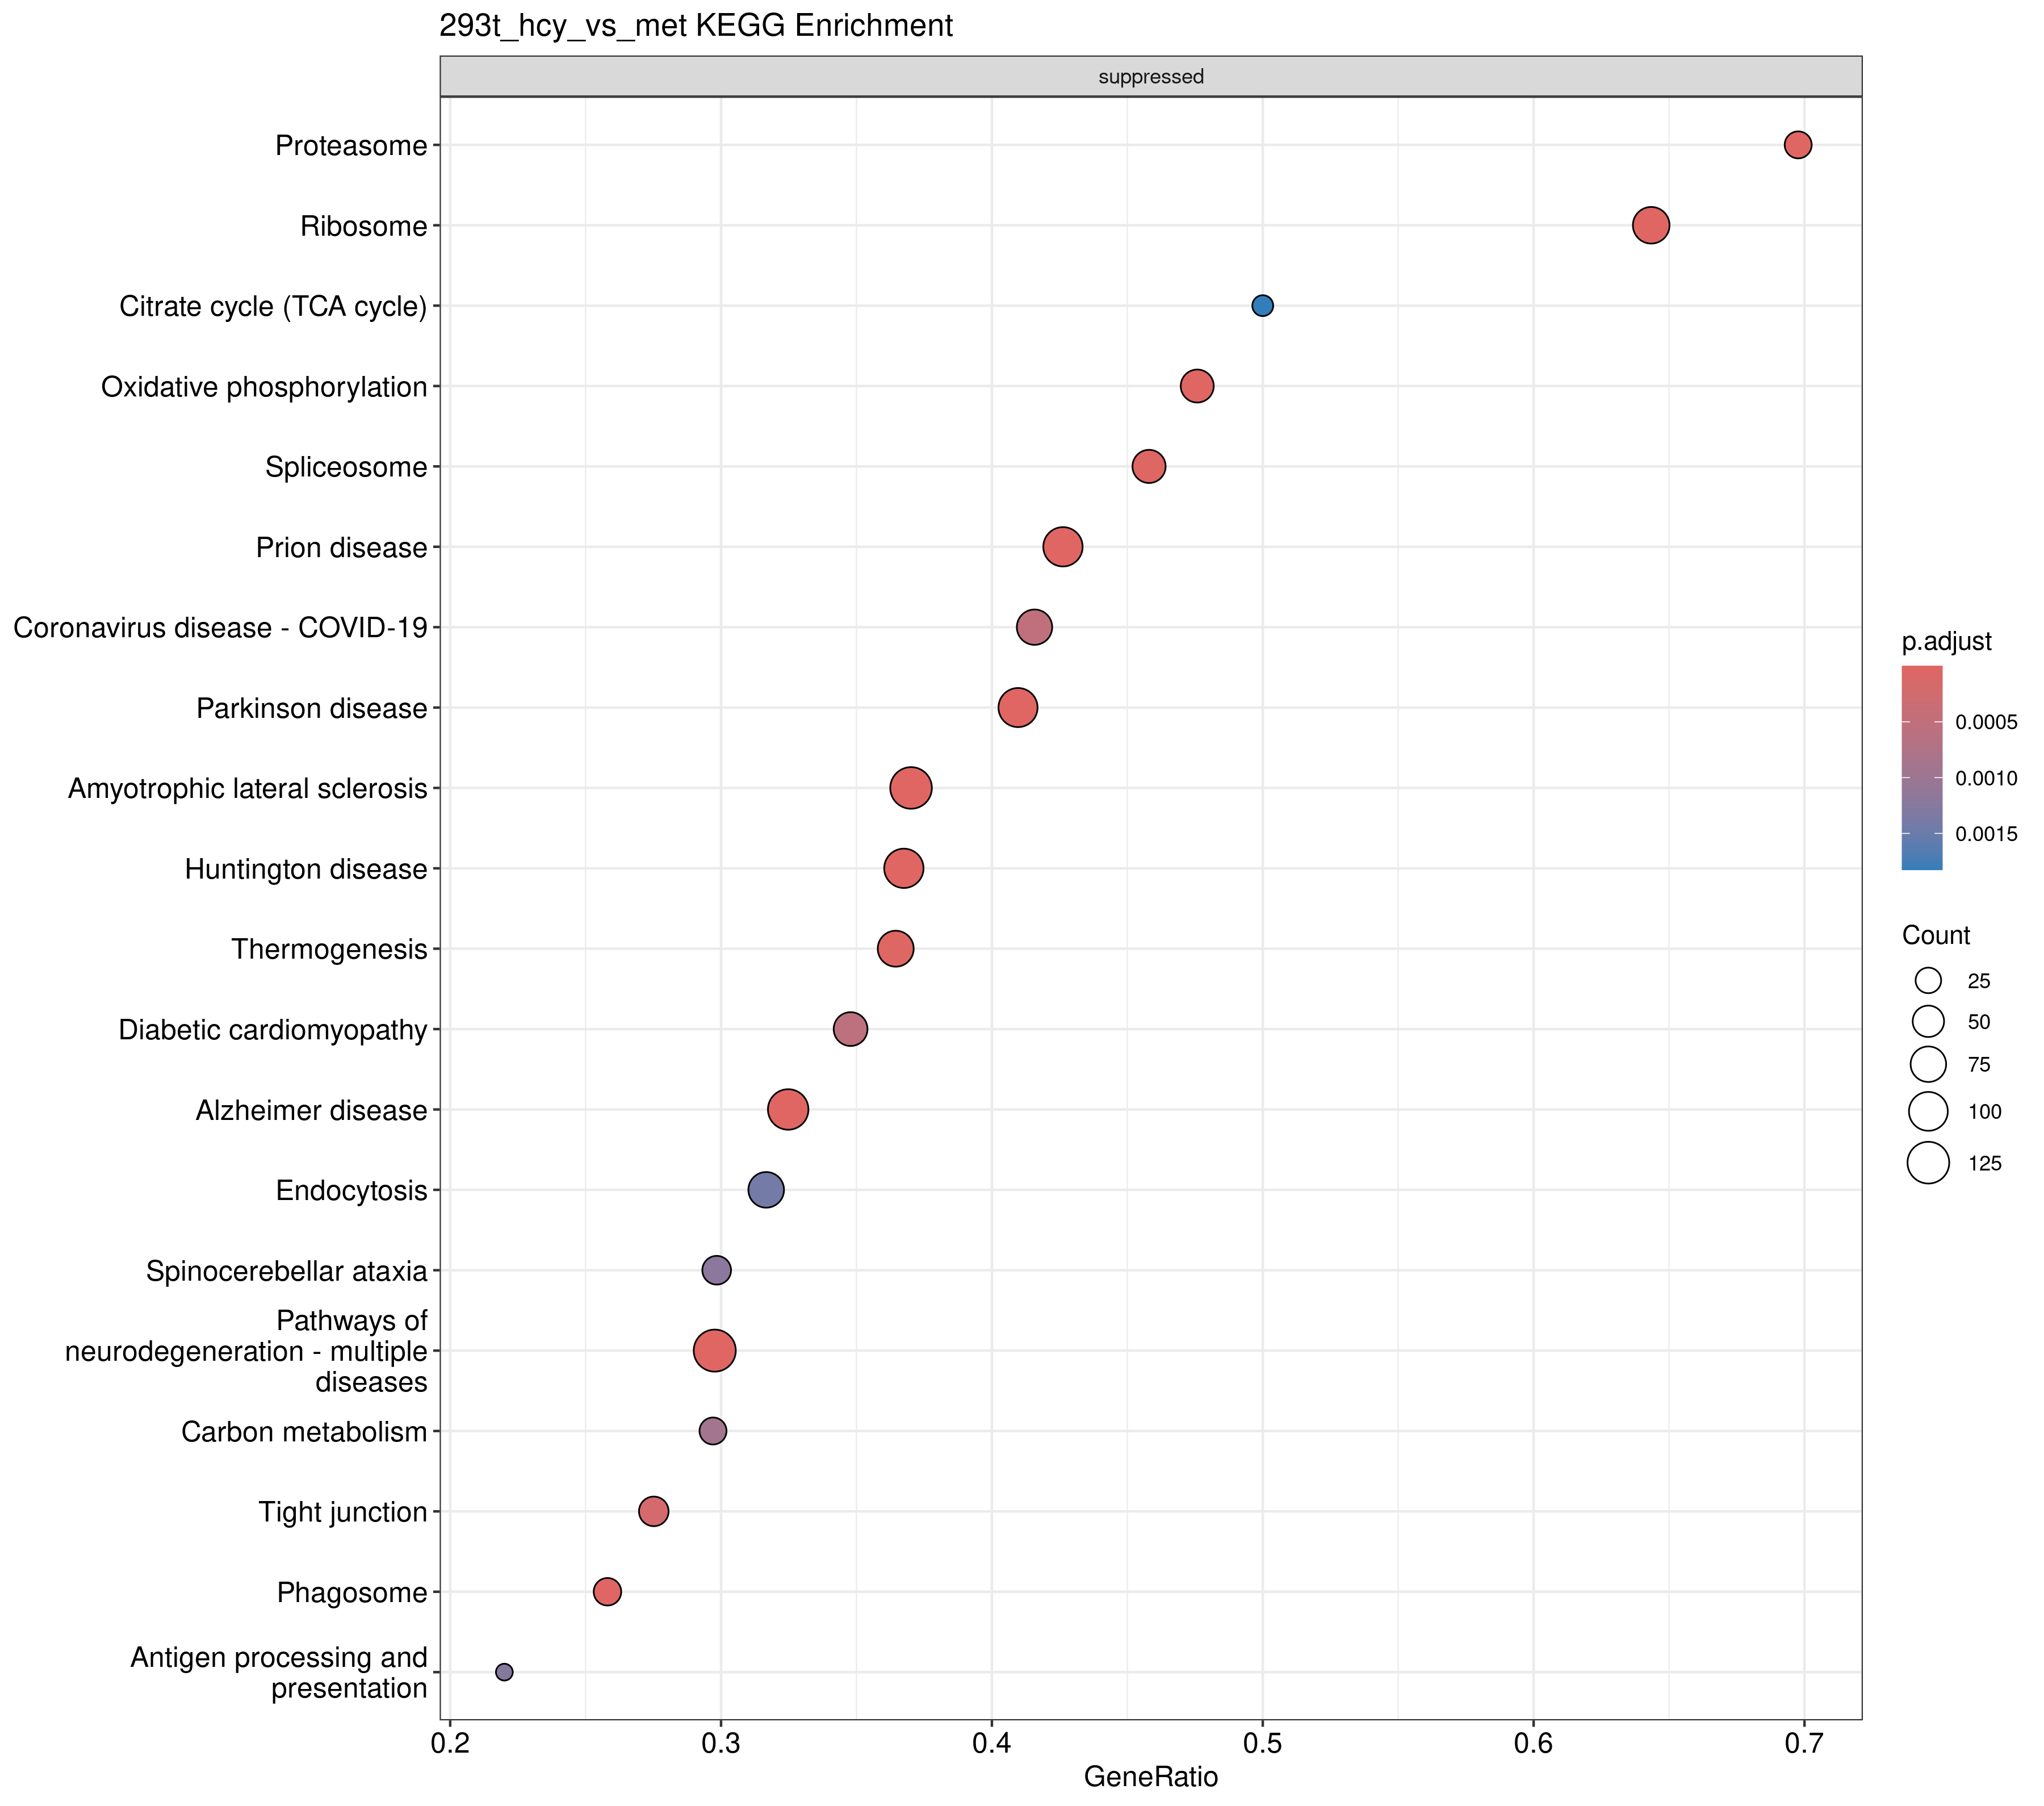 293t_hcy_vs_met KEGG Enrichment
suppressed
Proteasome
Ribosome
Citrate cycle (TCA cycle)
Oxidative phosphorylation
Spliceosome
Prion disease
Coronavirus disease - COVID-19
Parkinson disease
Amyotrophic lateral sclerosis
Huntington disease
Thermogenesis
Diabetic cardiomyopathy
Alzheimer disease
Endocytosis
Spinocerebellar ataxia
Pathways of
neurodegeneration - multiple
diseases
Carbon metabolism
Tight junction
Phagosome
Antigen processing and
presentation
0.2 0.3 0.4 0.5 0.6 0.7
GeneRatio
p.adjust
0.0005
0.0010
0.0015
Count
25
50
75
100
125